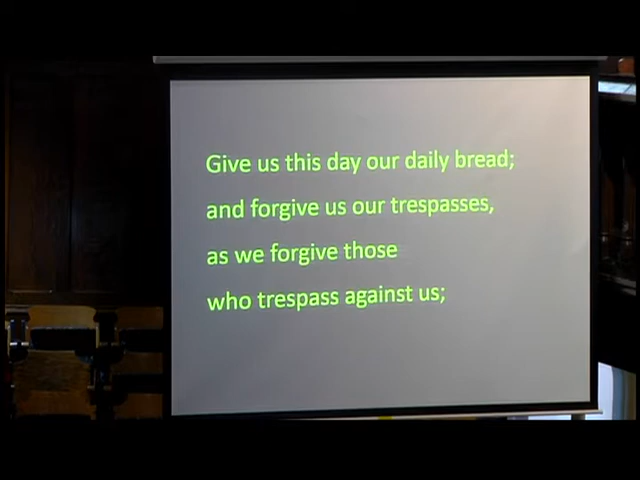 Give us this day our daily bread;
and forgive us our trespasses,
as we forgive those
who trespass against us;